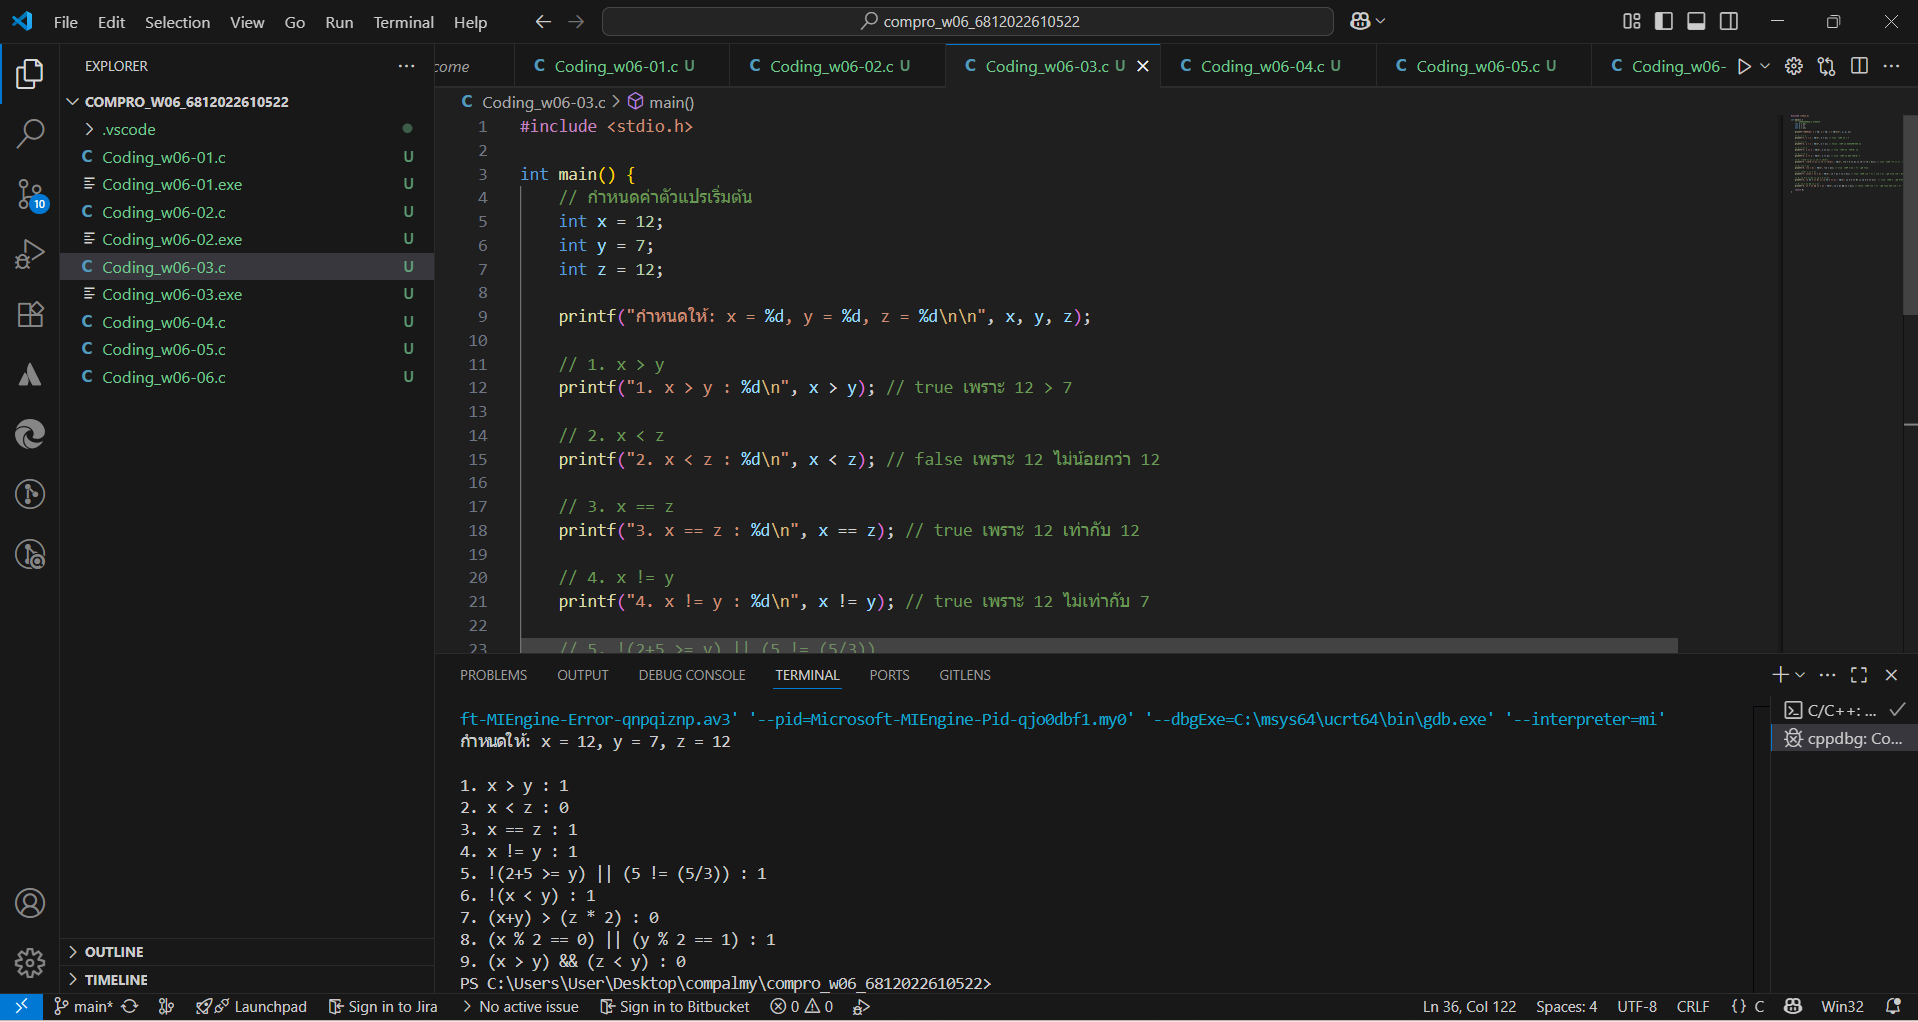 File Edit Selection View Go Run Terminal Help
compro_w06_6812022610522
EXPLORER
COMPRO_W06_6812022610522
.vscode
Coding_w06-01.c U
Coding_w06-01.exe U
Coding_w06-02.c U
Coding_w06-02.exe U
Coding_w06-03.c U
Coding_w06-03.exe U
Coding_w06-04.c U
Coding_w06-05.c U
Coding_w06-06.c U
10
OUTLINE
TIMELINE
come C Coding_w06-01.c U C Coding_w06-02.c U C Coding_w06-03.c U C Coding_w06-04.c U C Coding_w06-05.c U C Coding_w06-
C Coding_w06-03.c > main()
1 #include <stdio.h>
2
3 int main() {
4 // กำหนดค่าตัวแปรเริ่มต้น
5 int x = 12;
6 int y = 7;
7 int z = 12;
8
9 printf("กำหนดให้: x = %d, y = %d, z = %d\n\n", x, y, z);
10
11 // 1. x > y
12 printf("1. x > y : %d\n", x > y); // true เพราะ 12 > 7
13
14 // 2. x < z
15 printf("2. x < z : %d\n", x < z); // false เพราะ 12 ไม่น้อยกว่า 12
16
17 // 3. x == z
18 printf("3. x == z : %d\n", x == z); // true เพราะ 12 เท่ากับ 12
19
20 // 4. x != y
21 printf("4. x != y : %d\n", x != y); // true เพราะ 12 ไม่เท่ากับ 7
22
23 // 5. !(2+5 >= y) || (5 != (5/3))
PROBLEMS OUTPUT DEBUG CONSOLE TERMINAL PORTS GITLENS
C/C++: ...
cppdbg: Co...
ft-MIEngine-Error-qnpqiznp.av3' '--pid=Microsoft-MIEngine-Pid-qjo0dbf1.my0' '--dbgExe=C:\msys64\ucrt64\bin\gdb.exe' '--interpreter=mi'
กำหนดให้: x = 12, y = 7, z = 12
1. x > y : 1
2. x < z : 0
3. x == z : 1
4. x != y : 1
5. !(2+5 >= y) || (5 != (5/3)) : 1
6. !(x < y) : 1
7. (x+y) > (z * 2) : 0
8. (x % 2 == 0) || (y % 2 == 1) : 1
9. (x > y) && (z < y) : 0
PS C:\Users\User\Desktop\compalmy\compro_w06_6812022610522>
main* Launchpad Sign in to Jira > No active issue Sign in to Bitbucket 0 0 Ln 36, Col 122 Spaces: 4 UTF-8 CRLF {} C Win32